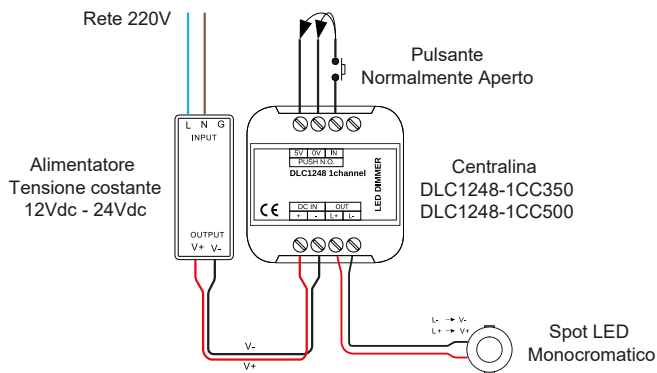 Rete 220V
Pulsante
Normalmente Aperto
L N G
INPUT
Alimentatore
Tensione costante
12Vdc - 24Vdc
OUTPUT
V+ V-
5V 0V IN
PUSH N.O.
DLC1248 1channel
LED DIMMER
CE
DC IN OUT
+ - L+ L-
Centralina
DLC1248-1CC350
DLC1248-1CC500
V-
V+
L- → V-
L+ → V+
Spot LED
Monocromatico